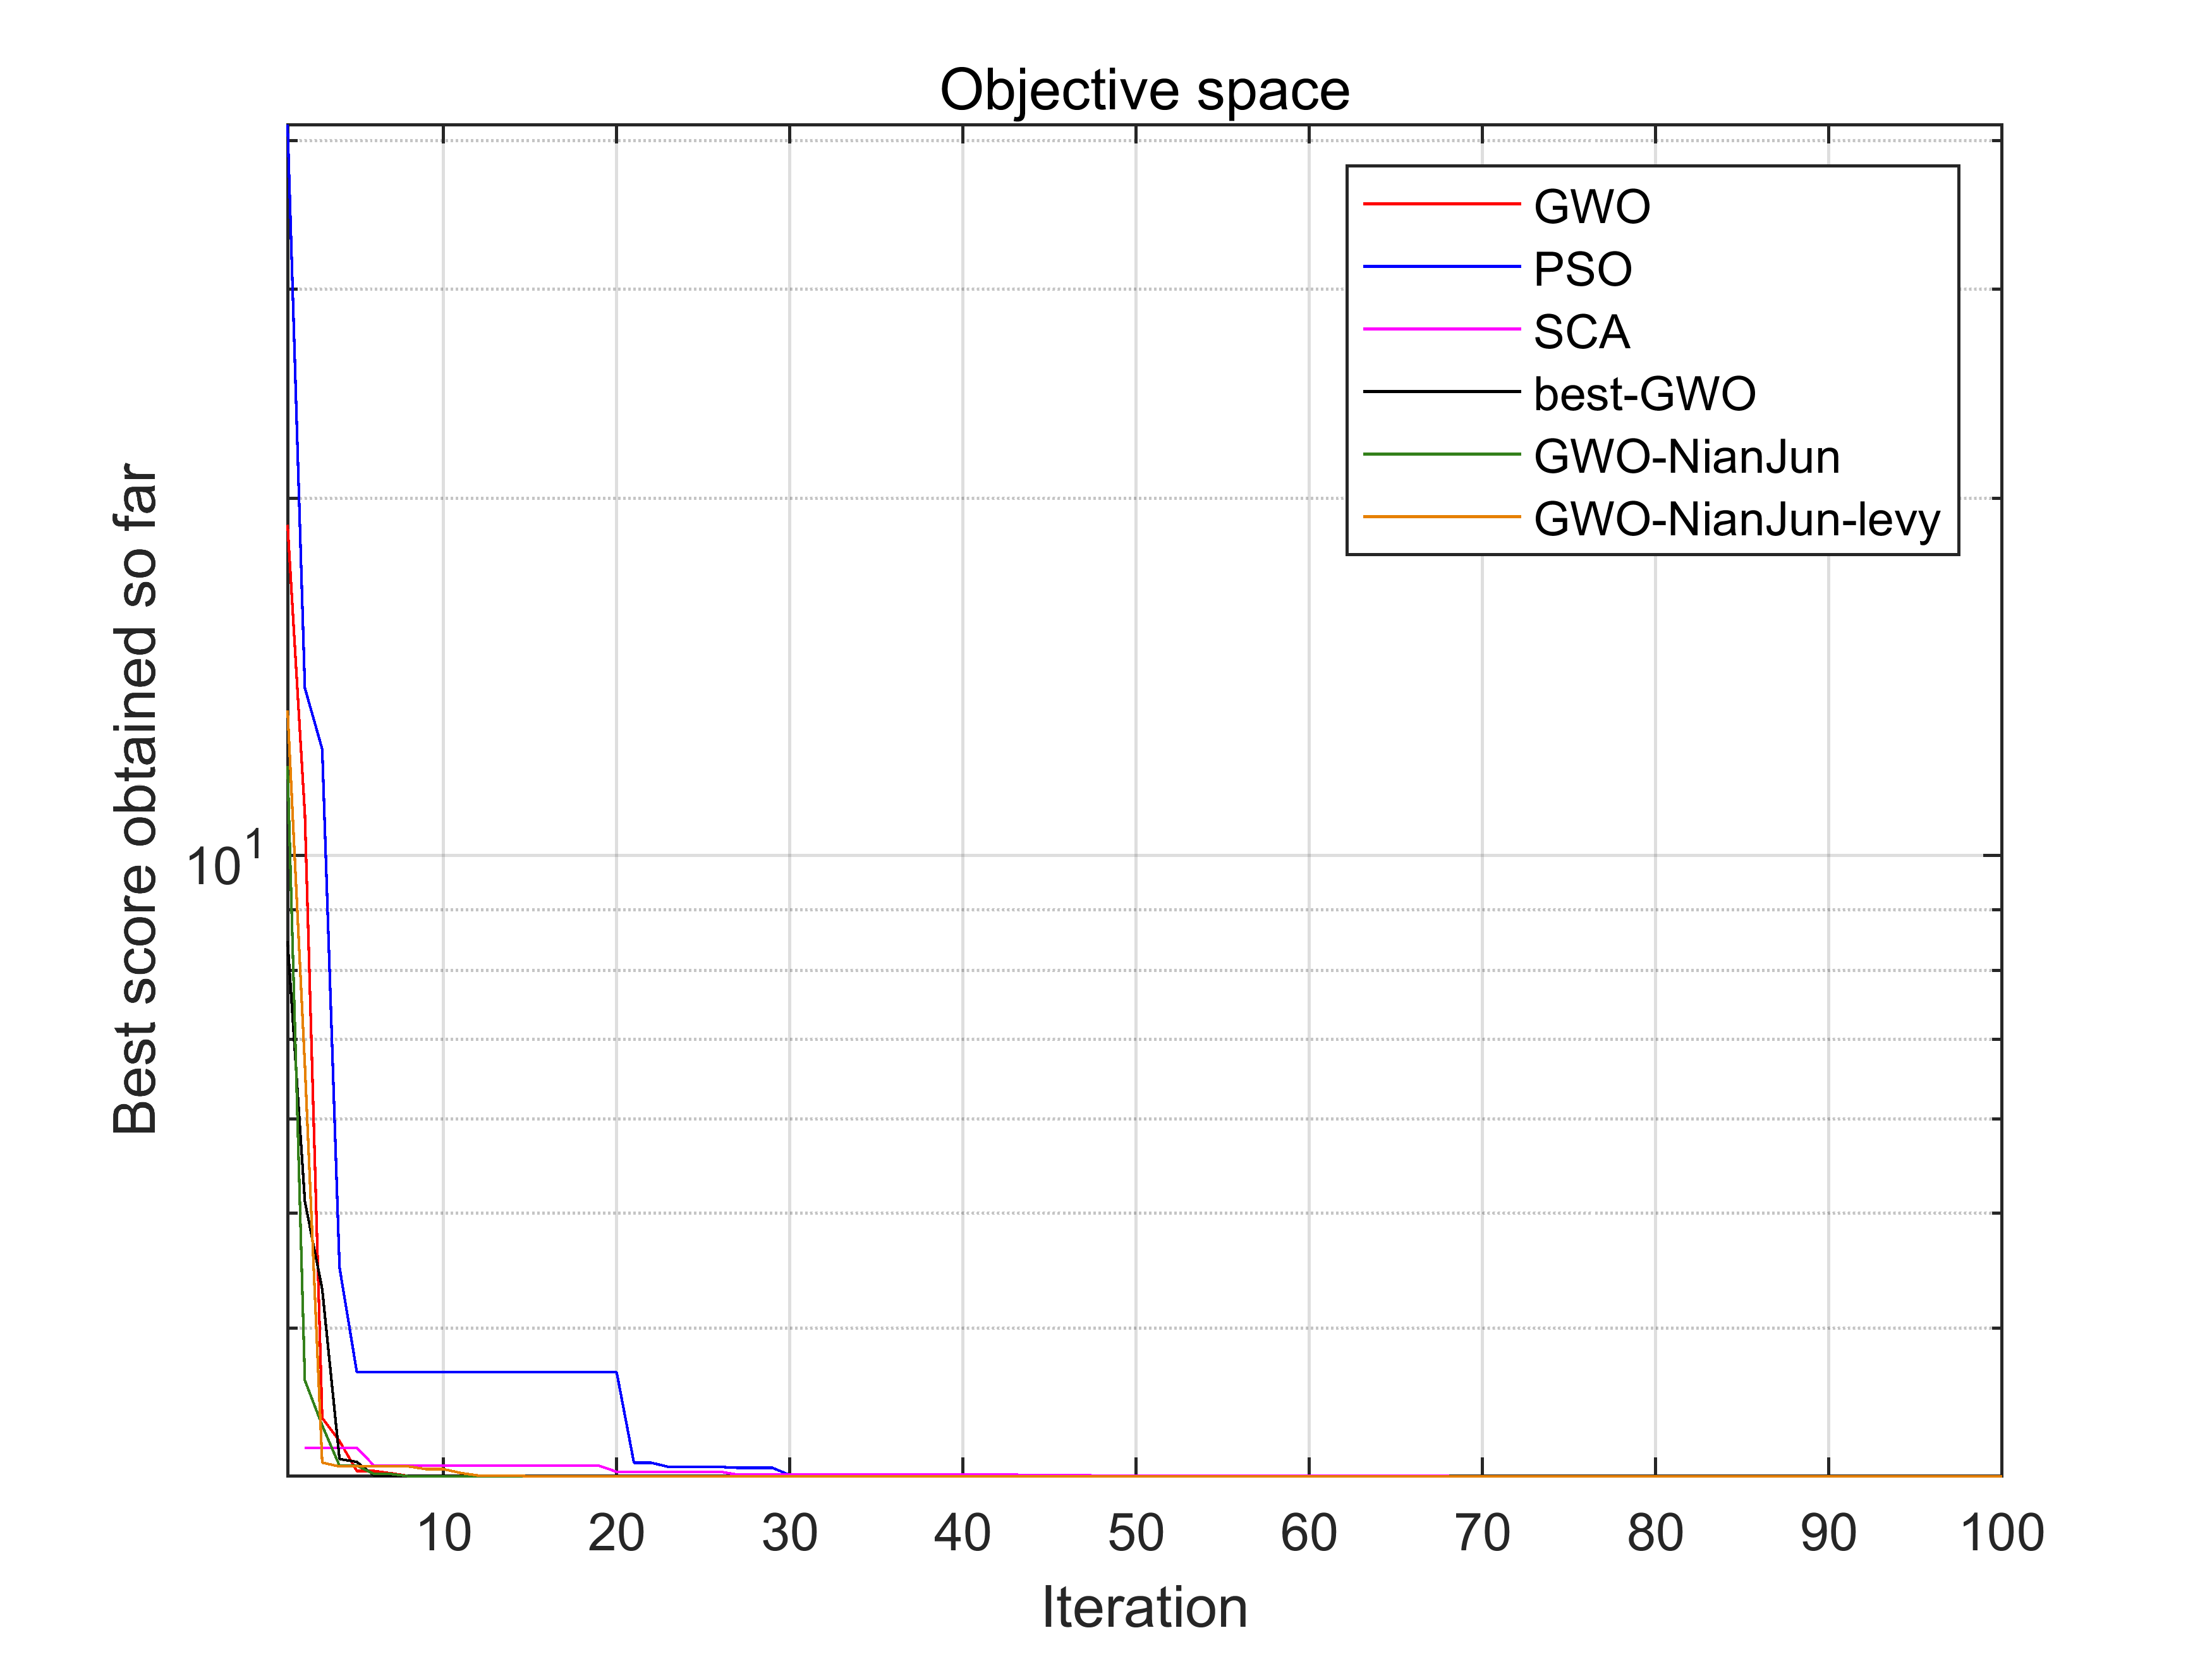 Objective space
GWO
PSO
SCA
best-GWO
GWO-NianJun
GWO-NianJun-levy
Best score obtained so far
10^1
10 20 30 40 50 60 70 80 90 100
Iteration